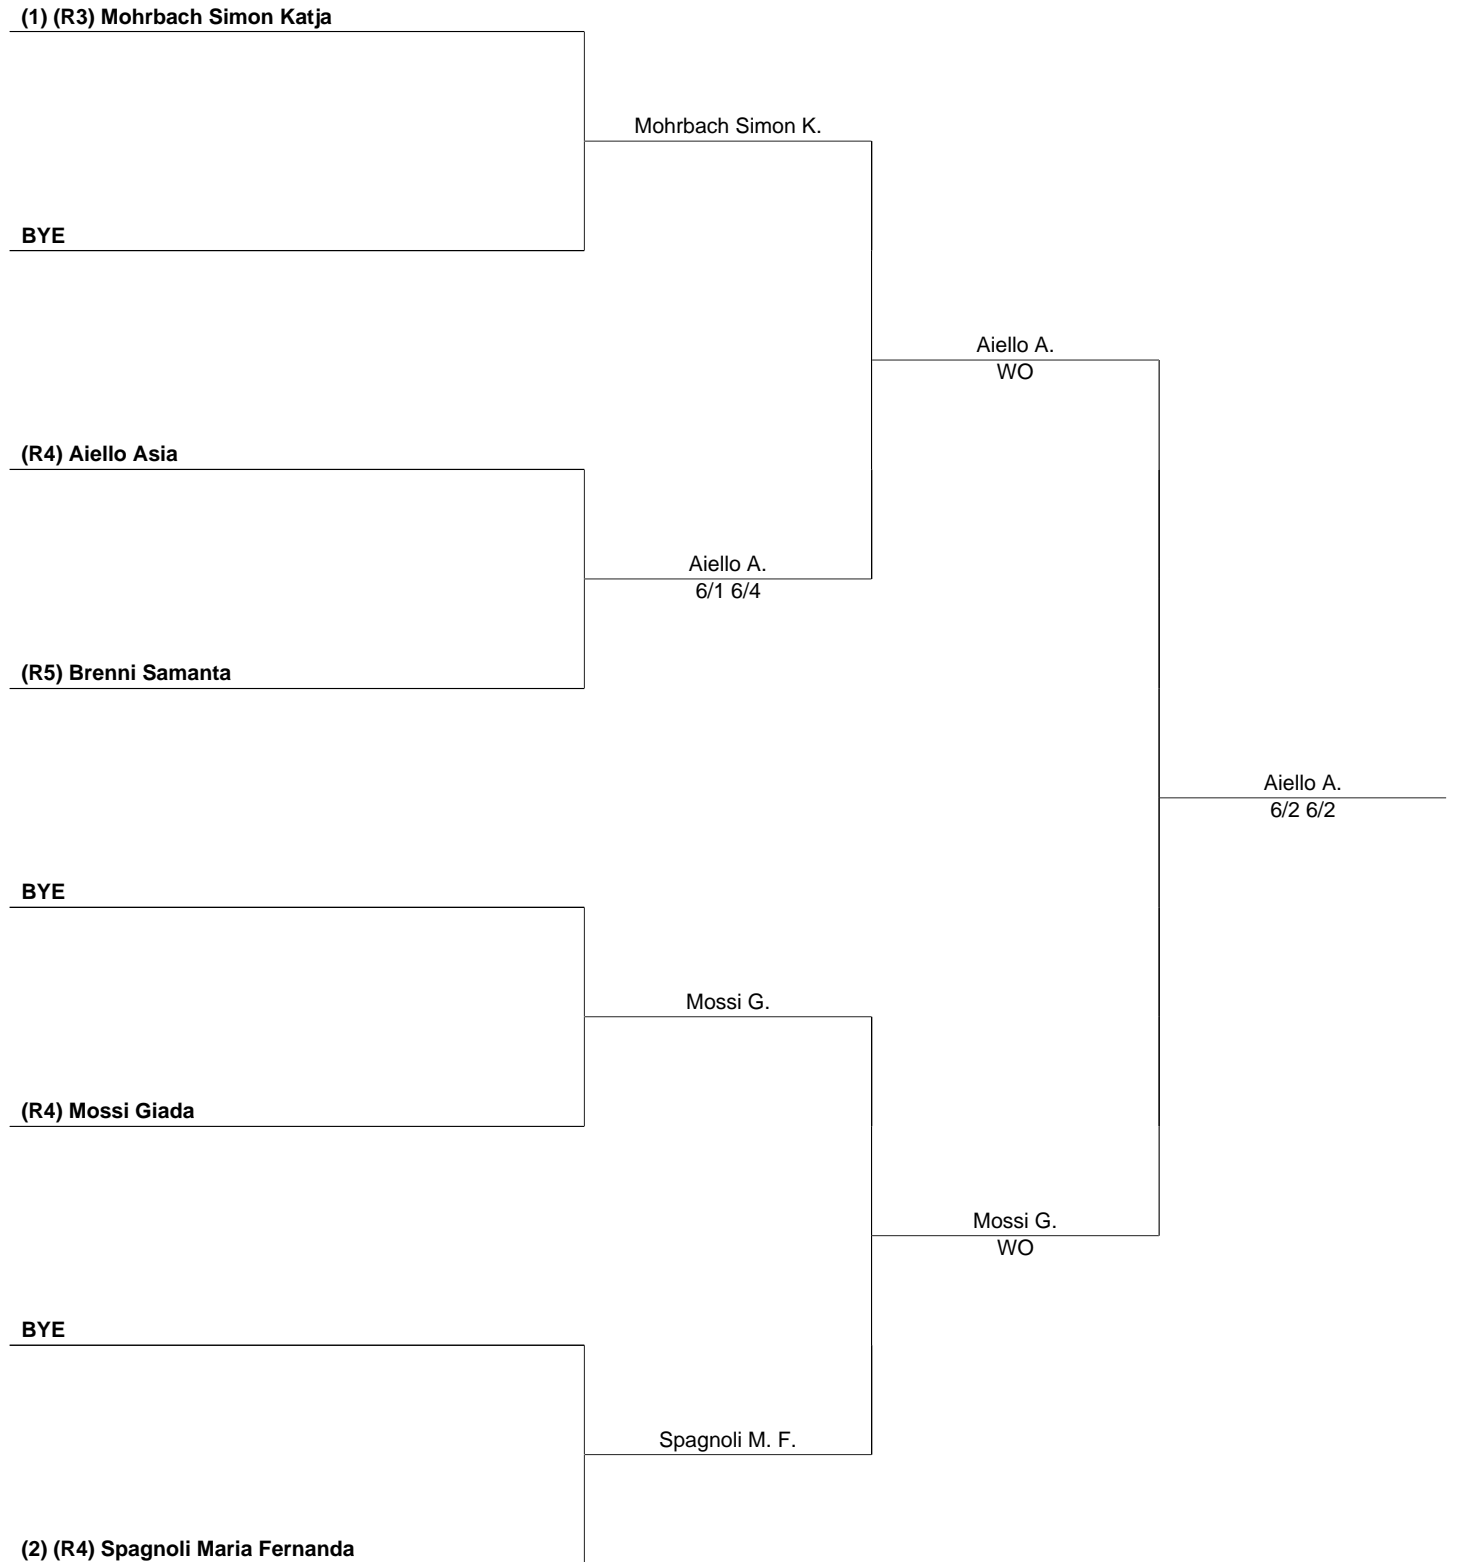 (1) (R3) Mohrbach Simon Katja
Mohrbach Simon K.
BYE
Aiello A.
WO
(R4) Aiello Asia
Aiello A.
6/1 6/4
(R5) Brenni Samanta
Aiello A.
6/2 6/2
BYE
Mossi G.
(R4) Mossi Giada
Mossi G.
WO
BYE
Spagnoli M. F.
(2) (R4) Spagnoli Maria Fernanda